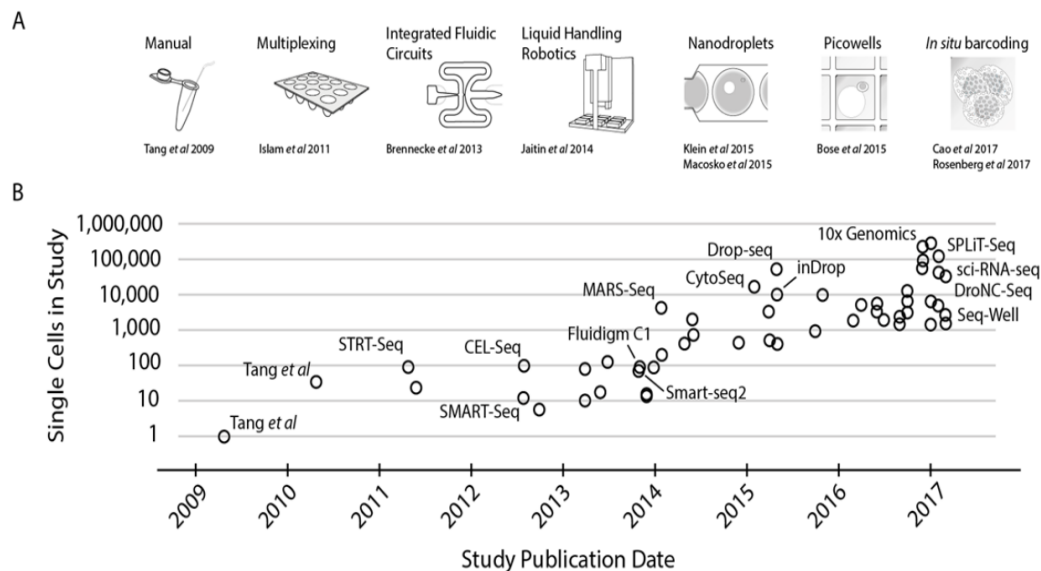 A
Manual
Multiplexing
Integrated Fluidic
Circuits
Liquid Handling
Robotics
Nanodroplets
Picowells
In situ barcoding
Tang et al 2009
Islam et al 2011
Brennecke et al 2013
Jaitin et al 2014
Klein et al 2015
Macosko et al 2015
Bose et al 2015
Cao et al 2017
Rosenberg et al 2017
B
Single Cells in Study
1,000,000
100,000
10,000
1,000
100
10
1
Tang et al
Tang et al
STRT-Seq
CEL-Seq
SMART-Seq
Fluidigm C1
Smart-seq2
MARS-Seq
CytoSeq
Drop-seq
inDrop
10x Genomics
SPLiT-Seq
sci-RNA-seq
DroNC-Seq
Seq-Well
2009
2010
2011
2012
2013
2014
2015
2016
2017
Study Publication Date